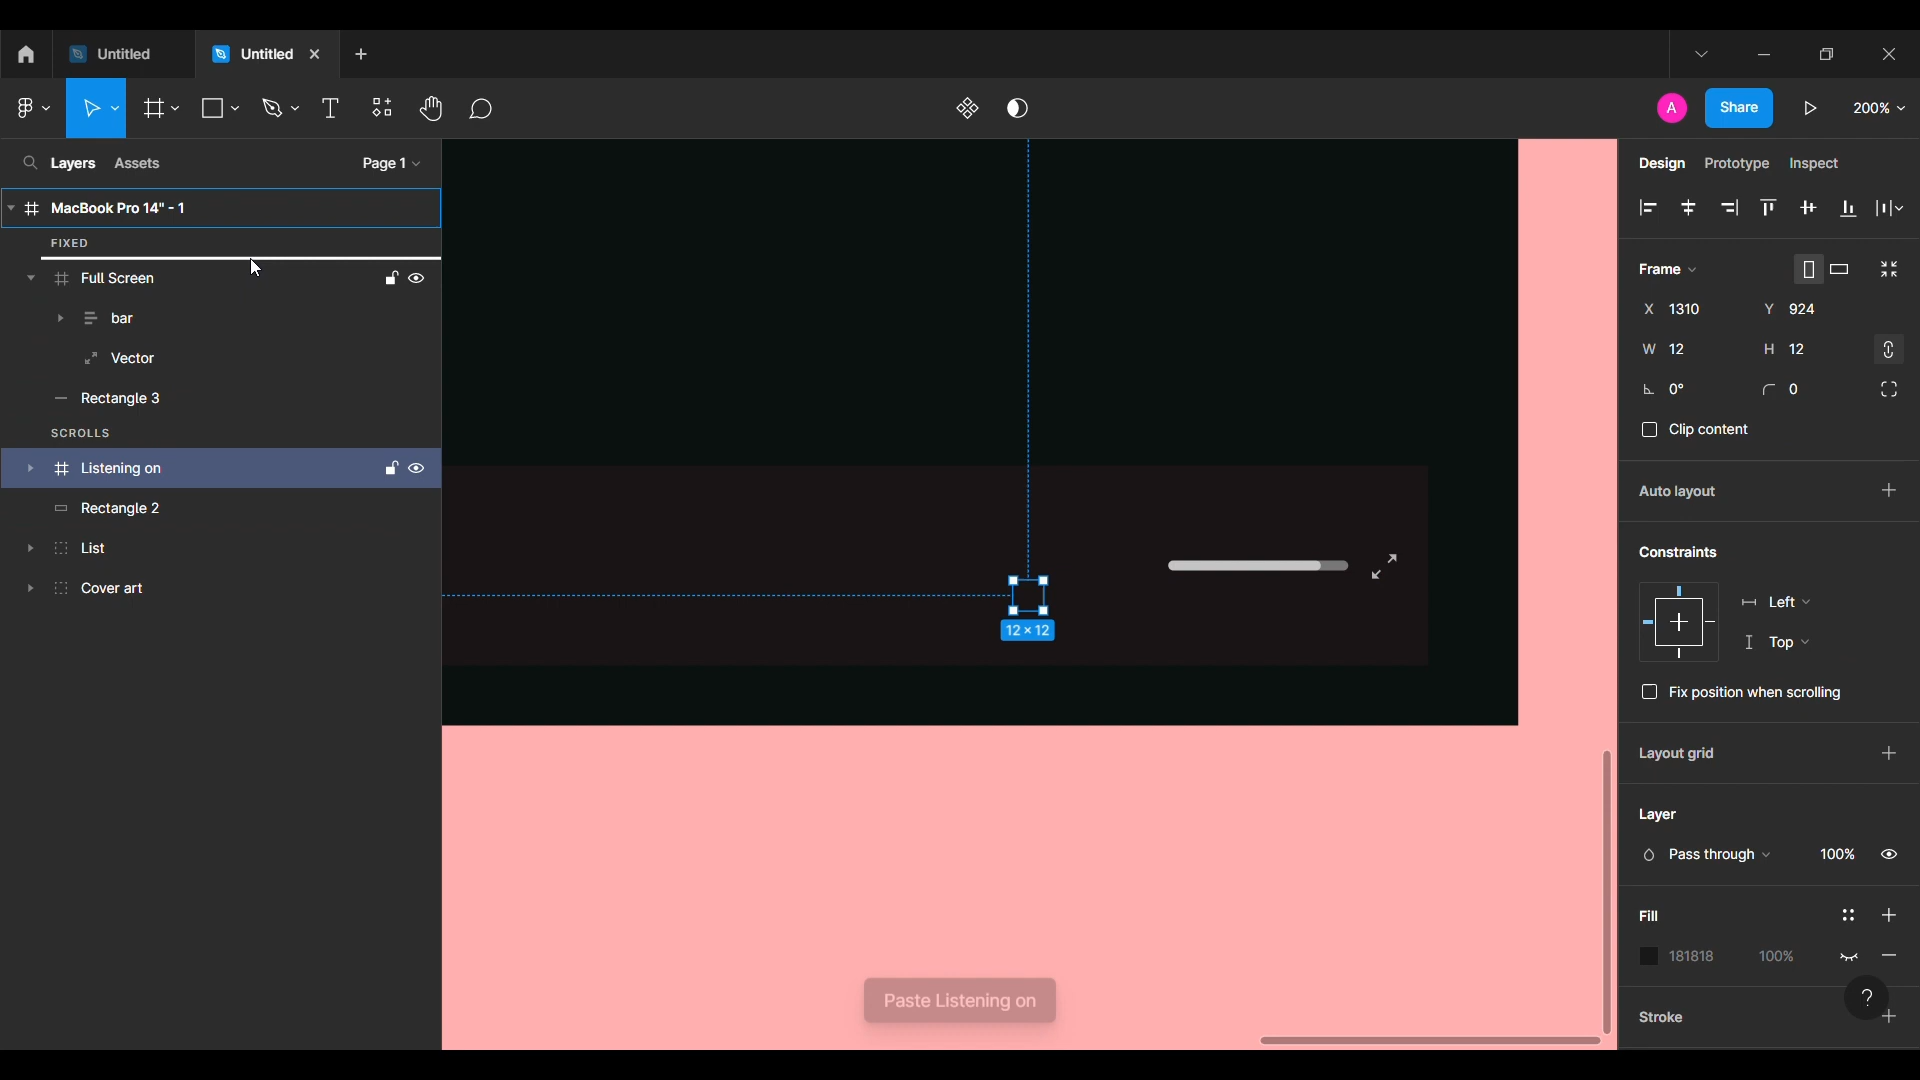 Untitled
Untitled
A
Share
200%
Layers
Assets
Page 1
Design
Prototype
Inspect
MacBook Pro 14" - 1
FIXED
Full Screen
bar
Vector
Rectangle 3
SCROLLS
Listening on
Rectangle 2
List
Cover art
12 × 12
Paste Listening on
Frame
X 1310
Y 924
W 12
H 12
0°
0
Clip content
Auto layout
Constraints
Left
Top
Fix position when scrolling
Layout grid
Layer
Pass through
100%
Fill
181818
100%
?
Stroke